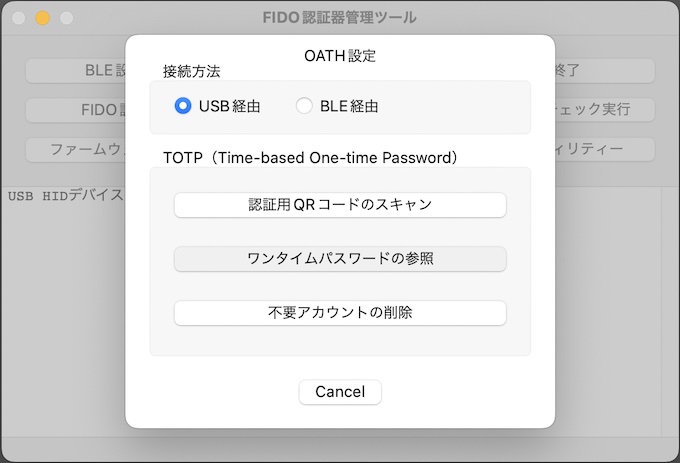 FIDO認証器管理ツール
OATH設定
接続方法
USB経由
BLE経由
TOTP（Time-based One-time Password）
認証用QRコードのスキャン
ワンタイムパスワードの参照
不要アカウントの削除
Cancel
BLE設
終了
FIDO
ェック実行
ファームウ
ィリティー
USB HIDデバイス